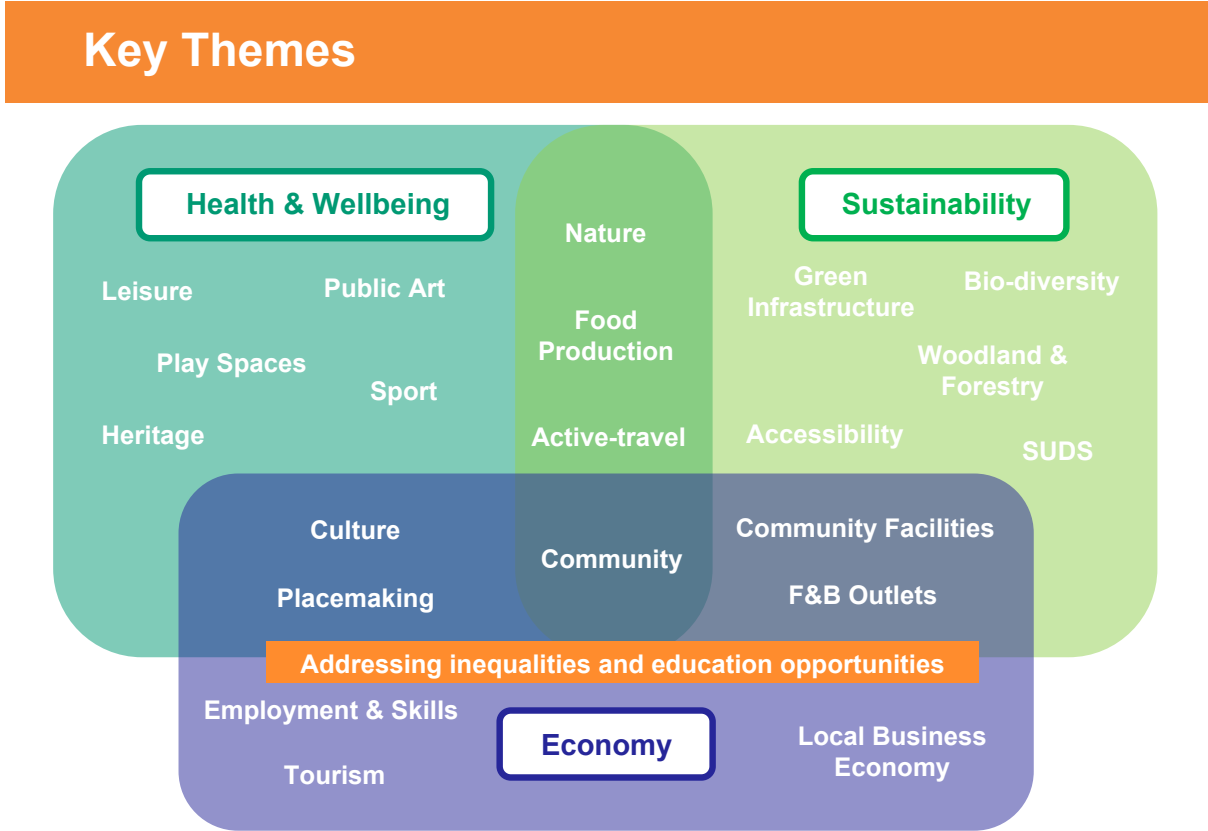 Key Themes
Health & Wellbeing
Leisure
Public Art
Play Spaces
Sport
Heritage
Nature
Food
Production
Active-travel
Sustainability
Green
Infrastructure
Bio-diversity
Woodland &
Forestry
Accessibility
SUDS
Culture
Placemaking
Community
Community Facilities
F&B Outlets
Addressing inequalities and education opportunities
Employment & Skills
Tourism
Economy
Local Business
Economy